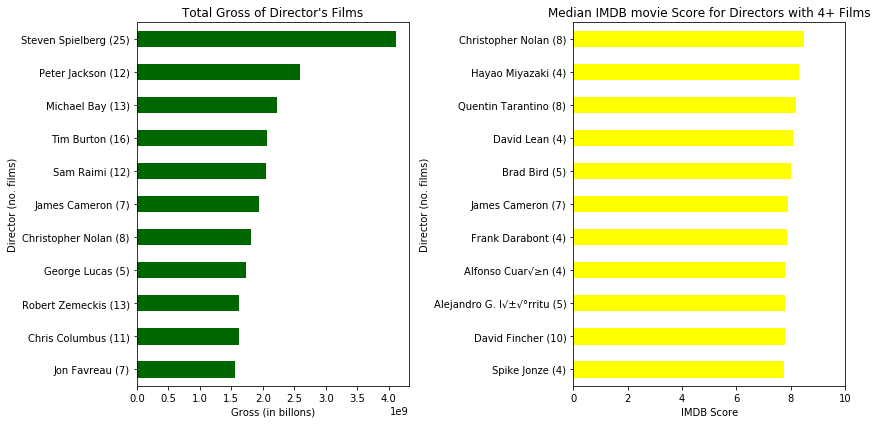 Total Gross of Director's Films
Director (no. films)
Steven Spielberg (25)
Peter Jackson (12)
Michael Bay (13)
Tim Burton (16)
Sam Raimi (12)
James Cameron (7)
Christopher Nolan (8)
George Lucas (5)
Robert Zemeckis (13)
Chris Columbus (11)
Jon Favreau (7)
0.0 0.5 1.0 1.5 2.0 2.5 3.0 3.5 4.0
1e9
Gross (in billons)
Median IMDB movie Score for Directors with 4+ Films
Director (no. films)
Christopher Nolan (8)
Hayao Miyazaki (4)
Quentin Tarantino (8)
David Lean (4)
Brad Bird (5)
James Cameron (7)
Frank Darabont (4)
Alfonso Cuar√≥n (4)
Alejandro G. I√±√°rritu (5)
David Fincher (10)
Spike Jonze (4)
0 2 4 6 8 10
IMDB Score